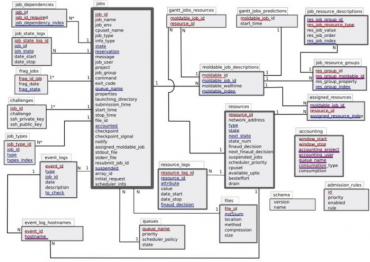 job_dependencies
job_id
job_id_required
job_dependency_index
job_state_logs
job_state_log_id
job_id
job_state
date_start
date_stop
frag_jobs
frag_id_job
frag_date
frag_state
challenges
job_id
challenge
ssh_private_key
ssh_public_key
job_types
job_type_id
job_id
type
types_index
event_logs
event_id
type
job_id
date
description
to_check
event_log_hostnames
event_id
hostname
jobs
job_id
job_name
job_env
cpuset_name
job_type
info_type
state
reservation
message
job_user
project
job_group
command
exit_code
queue_name
properties
launching_directory
submission_time
start_time
stop_time
file_id
accounted
checkpoint
checkpoint_signal
notify
assigned_moldable_job
stdout_file
stderr_file
resubmit_job_id
suspended
array_id
initial_request
scheduler_info
gantt_jobs_resources
moldable_job_id
resource_id
gantt_jobs_predictions
moldable_job_id
start_time
job_resource_descriptions
res_job_group_id
res_job_resource_type
res_job_value
res_job_order
res_job_index
moldable_job_descriptions
moldable_id
moldable_job_id
moldable_walltime
moldable_index
job_resource_groups
res_group_id
res_group_moldable_id
res_group_property
res_group_index
assigned_resources
moldable_job_id
resource_id
assigned_resource_index
resources
resource_id
network_address
type
state
next_state
state_num
finaud_decision
next_finaud_decision
suspended_jobs
scheduler_priority
cpuset
available_upto
besteffort
drain
accounting
window_start
window_stop
accounting_project
accounting_user
queue_name
consumption_type
consumption
resource_logs
resource_log_id
resource_id
attribute
value
date_start
date_stop
finaud_decision
queues
queue_name
priority
scheduler_policy
state
files
file_id
md5sum
location
method
compression
size
schema
version
name
admission_rules
id
priority
enabled
rule